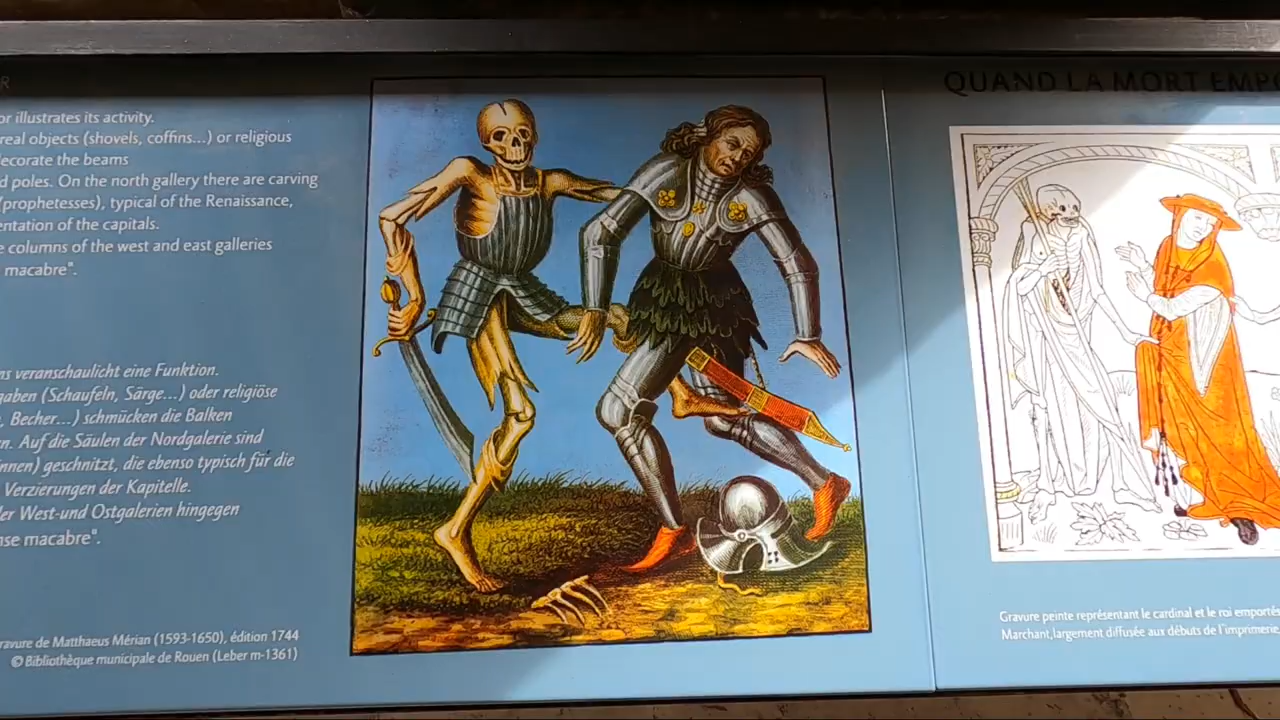 R
or illustrates its activity.
real objects (shovels, coffins...) or religious
decorate the beams
d poles. On the north gallery there are carving
(prophetesses), typical of the Renaissance,
entation of the capitals.
e columns of the west and east galleries
macabre".
ns veranschaulicht eine Funktion.
gaben (Schaufeln, Särge...) oder religiöse
, Becher...) schmücken die Balken
n. Auf die Säulen der Nordgalerie sind
nnen) geschnitzt, die ebenso typisch für die
Verzierungen der Kapitelle.
der West-und Ostgalerien hingegen
nse macabre".
ravure de Matthaeus Mérian (1593-1650), édition 1744
© Bibliothèque municipale de Rouen (Leber m-1361)
QUAND LA MORT EMPO
Gravure peinte représentant le cardinal et le roi emportés
Marchant, largement diffusée aux débuts de l'imprimerie